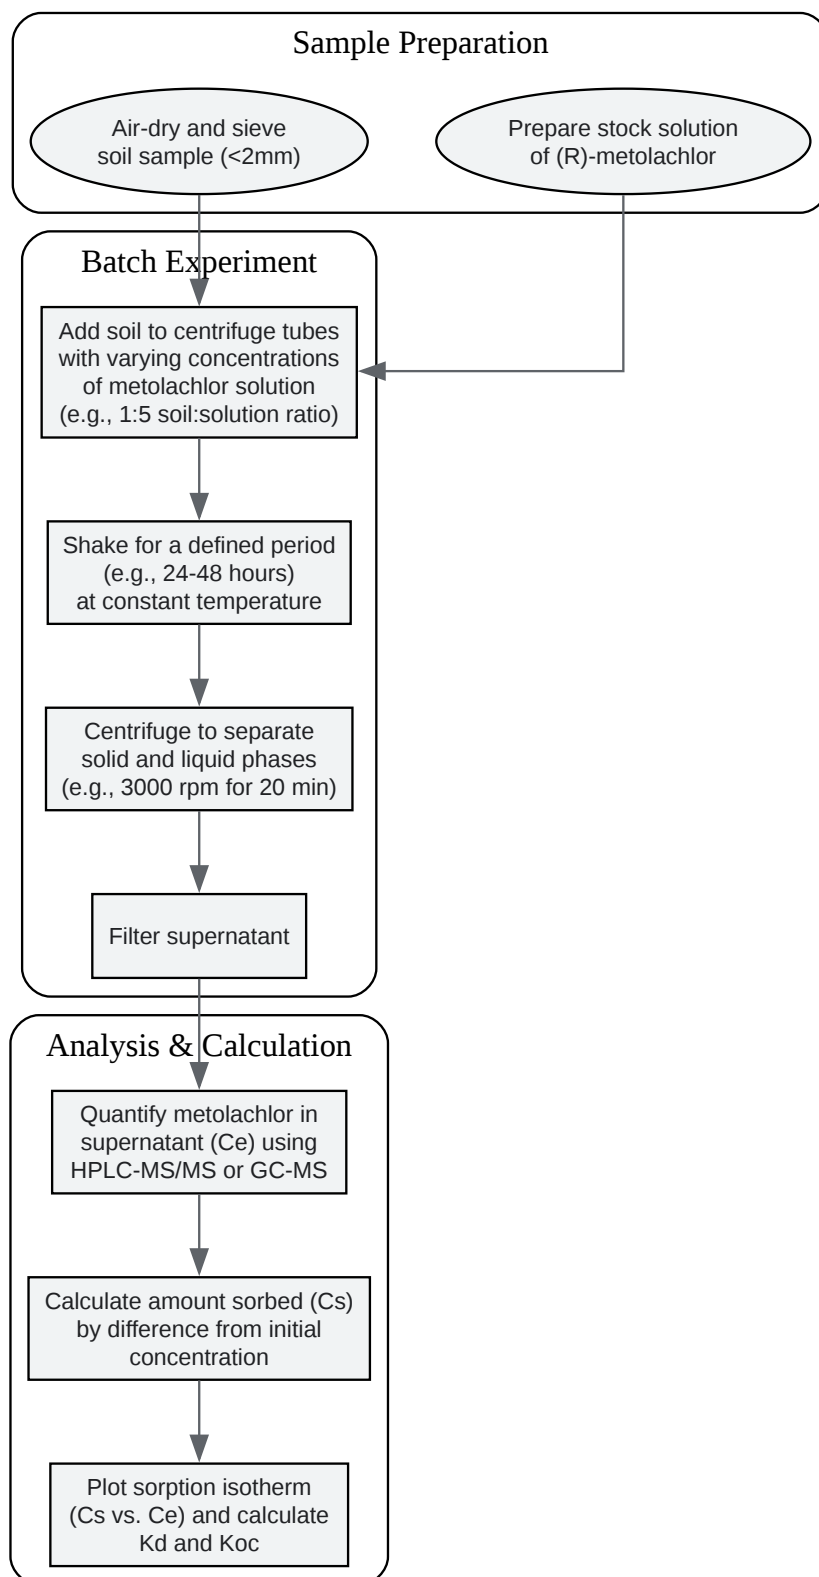 Sample Preparation
Air-dry and sieve
soil sample (<2mm)
Prepare stock solution
of (R)-metolachlor
Batch Experiment
Add soil to centrifuge tubes
with varying concentrations
of metolachlor solution
(e.g., 1:5 soil:solution ratio)
Shake for a defined period
(e.g., 24-48 hours)
at constant temperature
Centrifuge to separate
solid and liquid phases
(e.g., 3000 rpm for 20 min)
Filter supernatant
Analysis & Calculation
Quantify metolachlor in
supernatant (Ce) using
HPLC-MS/MS or GC-MS
Calculate amount sorbed (Cs)
by difference from initial
concentration
Plot sorption isotherm
(Cs vs. Ce) and calculate
Kd and Koc